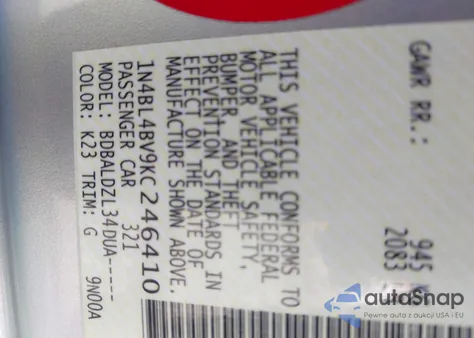 GAWR RR.:
945 K
2083
THIS VEHICLE CONFORMS TO
ALL APPLICABLE FEDERAL
MOTOR VEHICLE SAFETY,
BUMPER, AND THEFT
PREVENTION STANDARDS IN
EFFECT ON THE DATE OF
MANUFACTURE SHOWN ABOVE.
1N4BL4BV9KC246410
PASSENGER CAR 321
MODEL: BDBALDZL34DUA-----
COLOR: K23 TRIM: G 9N00A
autoSnap
Pewne auta z aukcji USA i EU